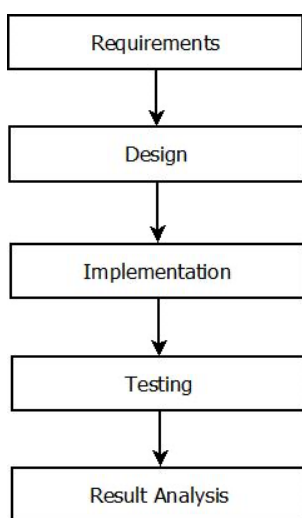 Requirements
Design
Implementation
Testing
Result Analysis